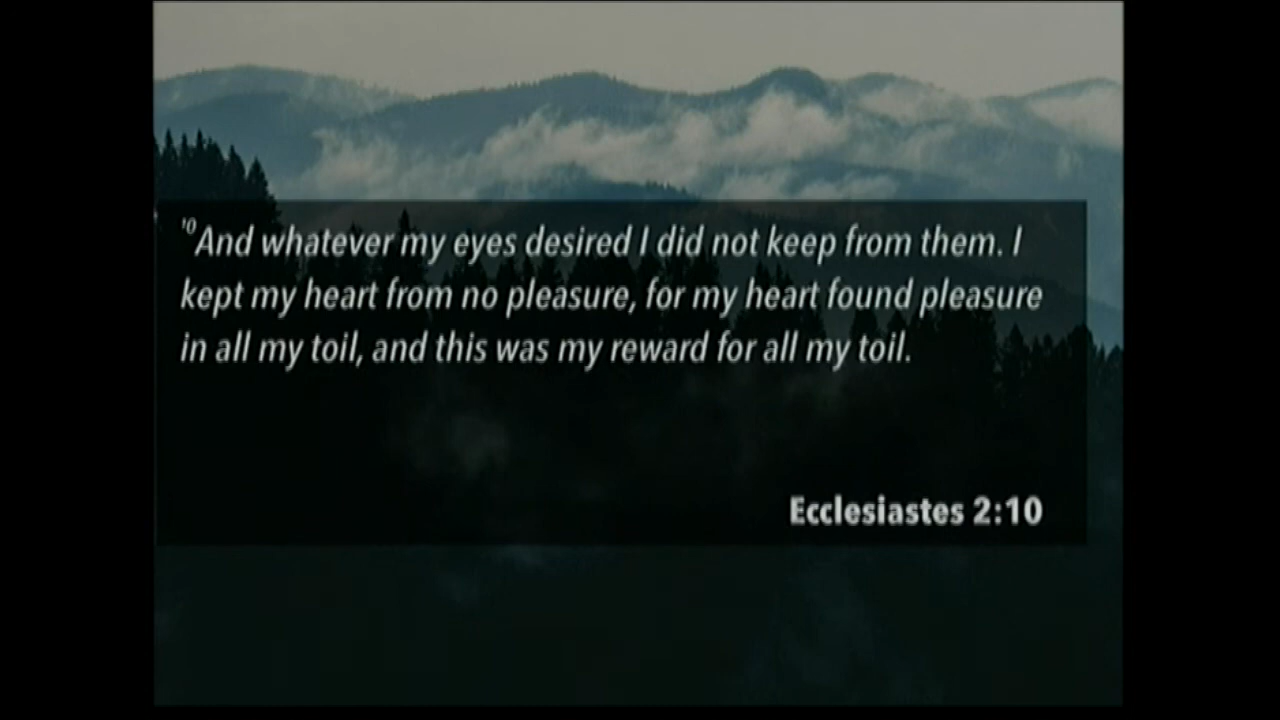 ¹⁰And whatever my eyes desired I did not keep from them. I
kept my heart from no pleasure, for my heart found pleasure
in all my toil, and this was my reward for all my toil.
Ecclesiastes 2:10